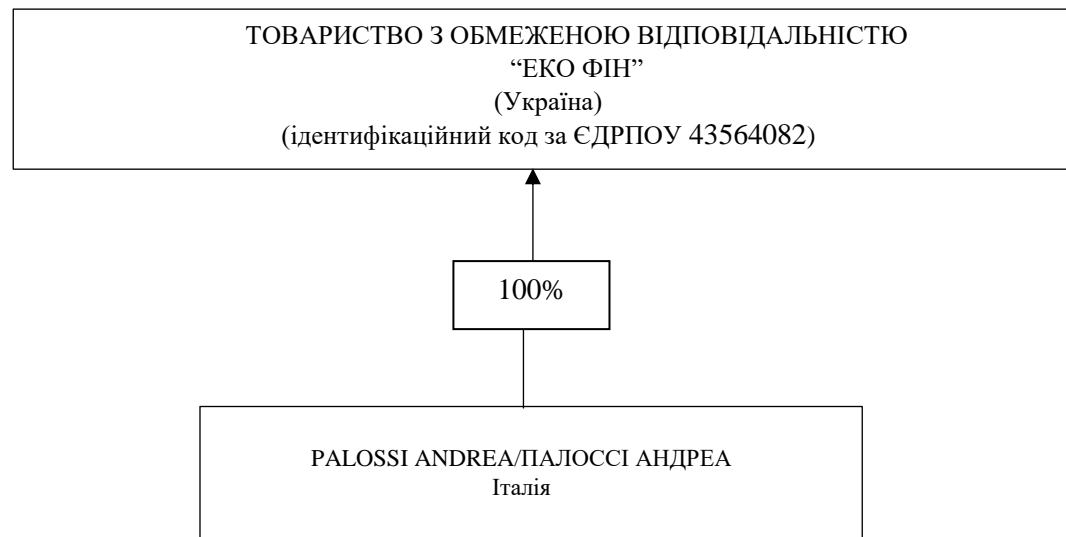 ТОВАРИСТВО З ОБМЕЖЕНОЮ ВІДПОВІДАЛЬНІСТЮ
“ЕКО ФІН”
(Україна)
(ідентифікаційний код за ЄДРПОУ 43564082)
100%
PALOSSI ANDREA/ПАЛОССІ АНДРЕА
Італія